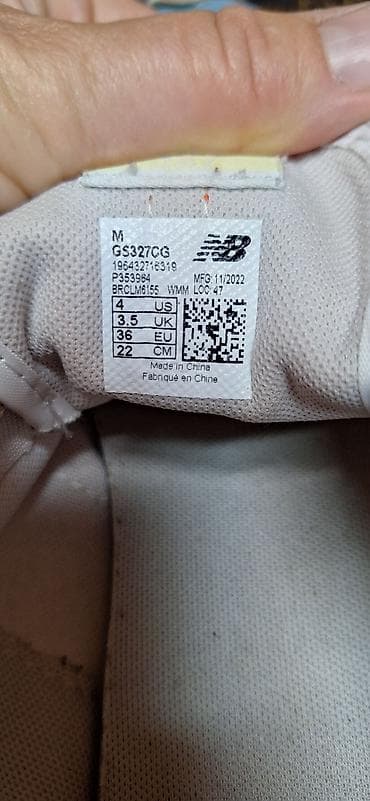 M
GS327CG
NB
196432716319
P353984 MFG: 11/2022
BRCLM6155 WMM LOC: 47
4 US
3.5 UK
36 EU
22 CM
Made in China
Fabriqué en Chine